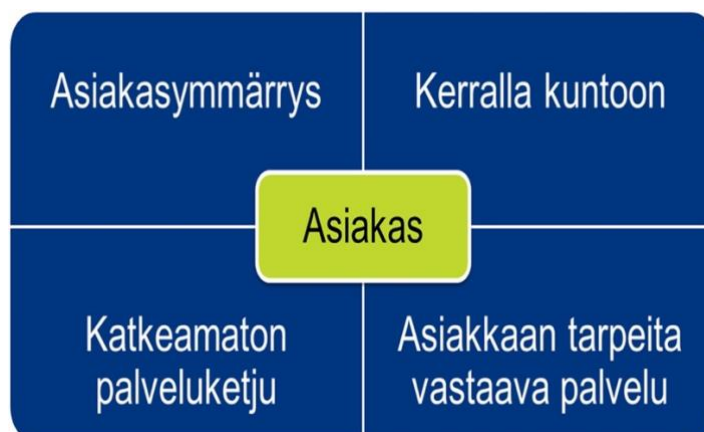 Asiakasymmärrys
Kerralla kuntoon
Asiakas
Katkeamaton
palveluketju
Asiakkaan tarpeita
vastaava palvelu